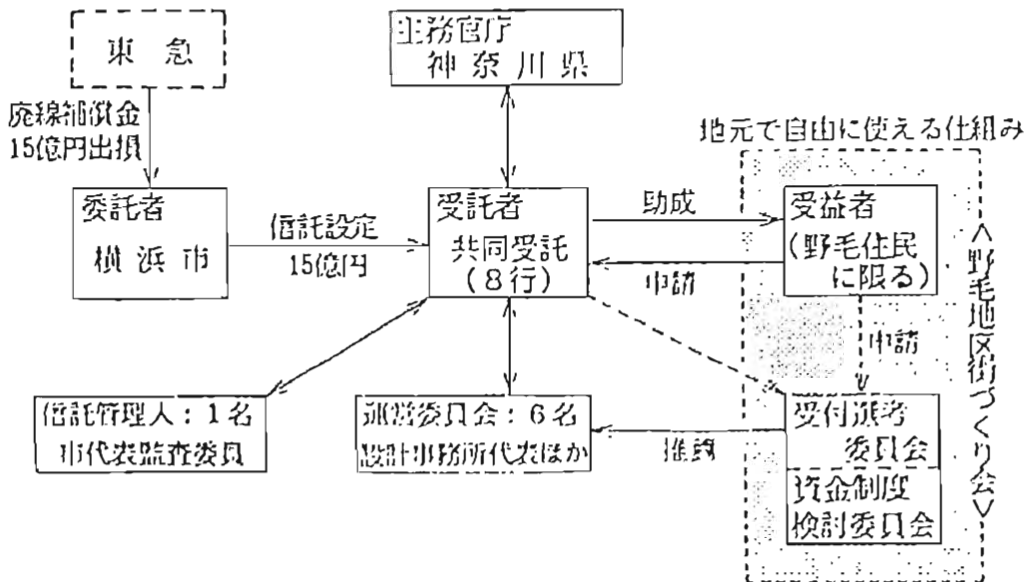 東急
主務官庁
神奈川県
廃線補償金
15億円出損
地元で自由に使える仕組み
委託者
横浜市
信託設定
15億円
受託者
共同受託
(8行)
助成
申請
受益者
(野毛住民
に限る)
申請
<野毛地区街づくり会>
信託管理人:1名
市代表監査委員
運営委員会:6名
設計事務所代表ほか
推薦
受付選考
委員会
資金制度
検討委員会